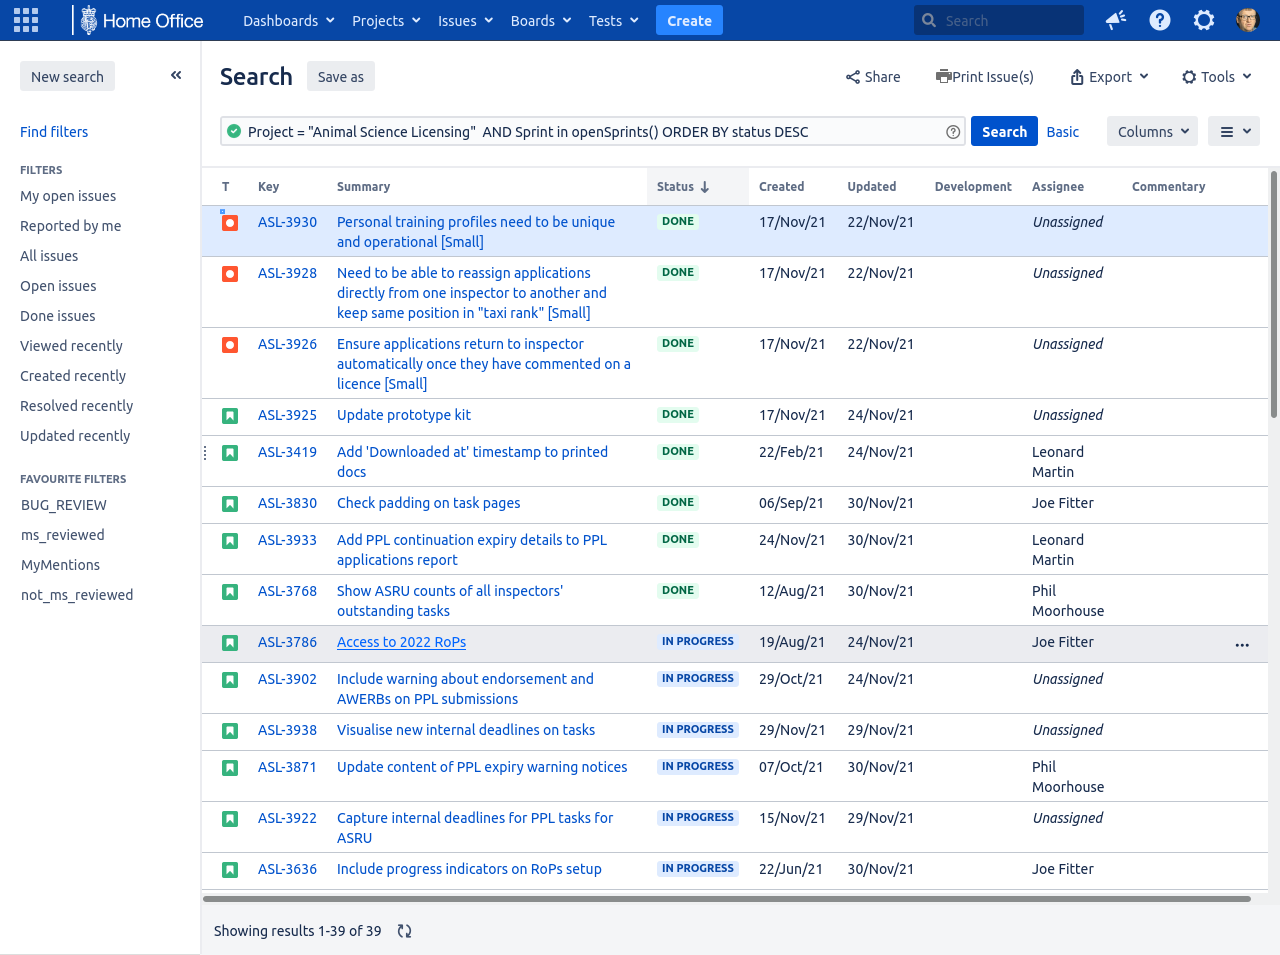 Home Office Dashboards Projects Issues Boards Tests Create Search
New search
Search Save as Share Print Issue(s) Export Tools
Find filters
Project = "Animal Science Licensing"  AND Sprint in openSprints() ORDER BY status DESC Search Basic Columns
FILTERS
My open issues
Reported by me
All issues
Open issues
Done issues
Viewed recently
Created recently
Resolved recently
Updated recently
FAVOURITE FILTERS
BUG_REVIEW
ms_reviewed
MyMentions
not_ms_reviewed
T Key Summary Status Created Updated Development Assignee Commentary
ASL-3930 Personal training profiles need to be unique DONE 17/Nov/21 22/Nov/21 Unassigned
and operational [Small]
ASL-3928 Need to be able to reassign applications DONE 17/Nov/21 22/Nov/21 Unassigned
directly from one inspector to another and
keep same position in "taxi rank" [Small]
ASL-3926 Ensure applications return to inspector DONE 17/Nov/21 22/Nov/21 Unassigned
automatically once they have commented on a
licence [Small]
ASL-3925 Update prototype kit DONE 17/Nov/21 24/Nov/21 Unassigned
ASL-3419 Add 'Downloaded at' timestamp to printed DONE 22/Feb/21 24/Nov/21 Leonard
docs Martin
ASL-3830 Check padding on task pages DONE 06/Sep/21 30/Nov/21 Joe Fitter
ASL-3933 Add PPL continuation expiry details to PPL DONE 24/Nov/21 30/Nov/21 Leonard
applications report Martin
ASL-3768 Show ASRU counts of all inspectors' DONE 12/Aug/21 30/Nov/21 Phil
outstanding tasks Moorhouse
ASL-3786 Access to 2022 RoPs IN PROGRESS 19/Aug/21 24/Nov/21 Joe Fitter
ASL-3902 Include warning about endorsement and IN PROGRESS 29/Oct/21 24/Nov/21 Unassigned
AWERBs on PPL submissions
ASL-3938 Visualise new internal deadlines on tasks IN PROGRESS 29/Nov/21 29/Nov/21 Unassigned
ASL-3871 Update content of PPL expiry warning notices IN PROGRESS 07/Oct/21 30/Nov/21 Phil
Moorhouse
ASL-3922 Capture internal deadlines for PPL tasks for IN PROGRESS 15/Nov/21 29/Nov/21 Unassigned
ASRU
ASL-3636 Include progress indicators on RoPs setup IN PROGRESS 22/Jun/21 30/Nov/21 Joe Fitter
Showing results 1-39 of 39